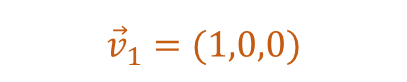 v⃗₁ = (1,0,0)